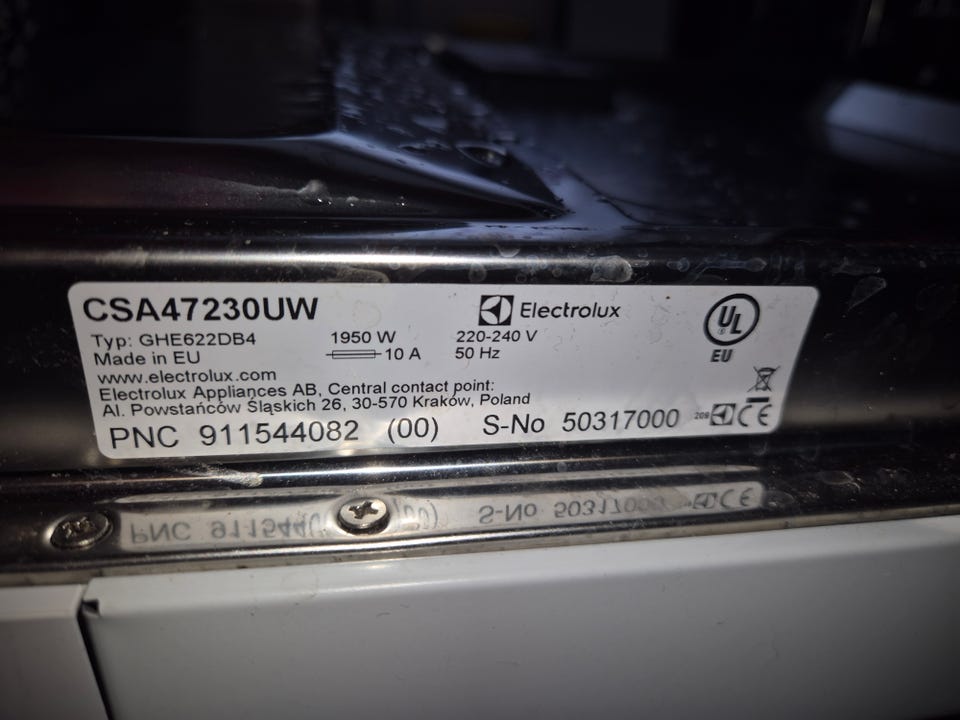 CSA47230UW
Electrolux
UL
EU
Typ: GHE622DB4 1950 W 220-240 V
Made in EU 10 A 50 Hz
www.electrolux.com
Electrolux Appliances AB, Central contact point:
Al. Powstańców Śląskich 26, 30-570 Kraków, Poland
PNC 911544082 (00) S-No 50317000
CE